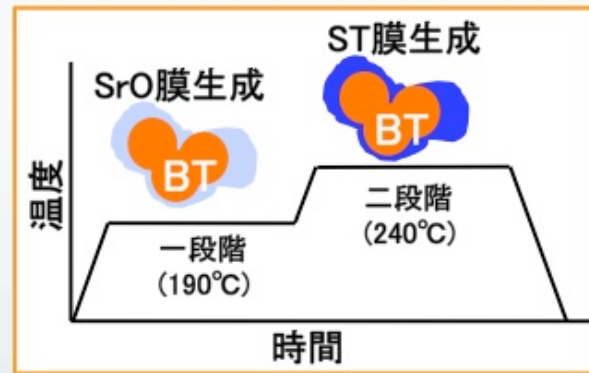 ST膜生成
SrO膜生成
BT
BT
温度
一段階
(190℃)
二段階
(240℃)
時間